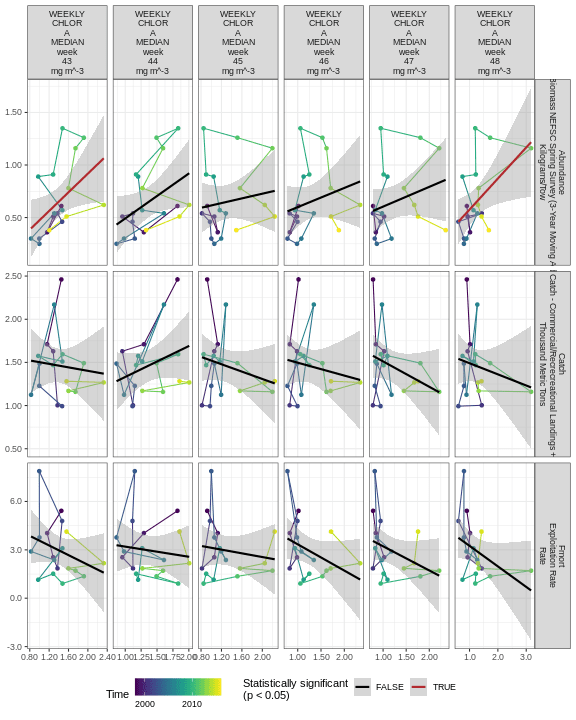 WEEKLY
CHLOR
A
MEDIAN
week
43
mg m^-3
WEEKLY
CHLOR
A
MEDIAN
week
44
mg m^-3
WEEKLY
CHLOR
A
MEDIAN
week
45
mg m^-3
WEEKLY
CHLOR
A
MEDIAN
week
46
mg m^-3
WEEKLY
CHLOR
A
MEDIAN
week
47
mg m^-3
WEEKLY
CHLOR
A
MEDIAN
week
48
mg m^-3
1.50
1.00
0.50
Abundance
Biomass NEFSC Spring Survey (3-Year Moving
Kilograms/Tow
2.50
2.00
1.50
1.00
0.50
Catch
Catch - Commercial/Recreational Landings +
Thousand Metric Tons
6.0
3.0
0.0
-3.0
Fmort
Exploitation Rate
Rate
0.80 1.20 1.60 2.00 2.40
1.00 1.25 1.50 1.75 2.00
0.80 1.20 1.60 2.00
1.00 1.50 2.00
1.00 1.50 2.00
1.0 2.0 3.0
Time
2000 2010
Statistically significant
(p < 0.05)
FALSE
TRUE